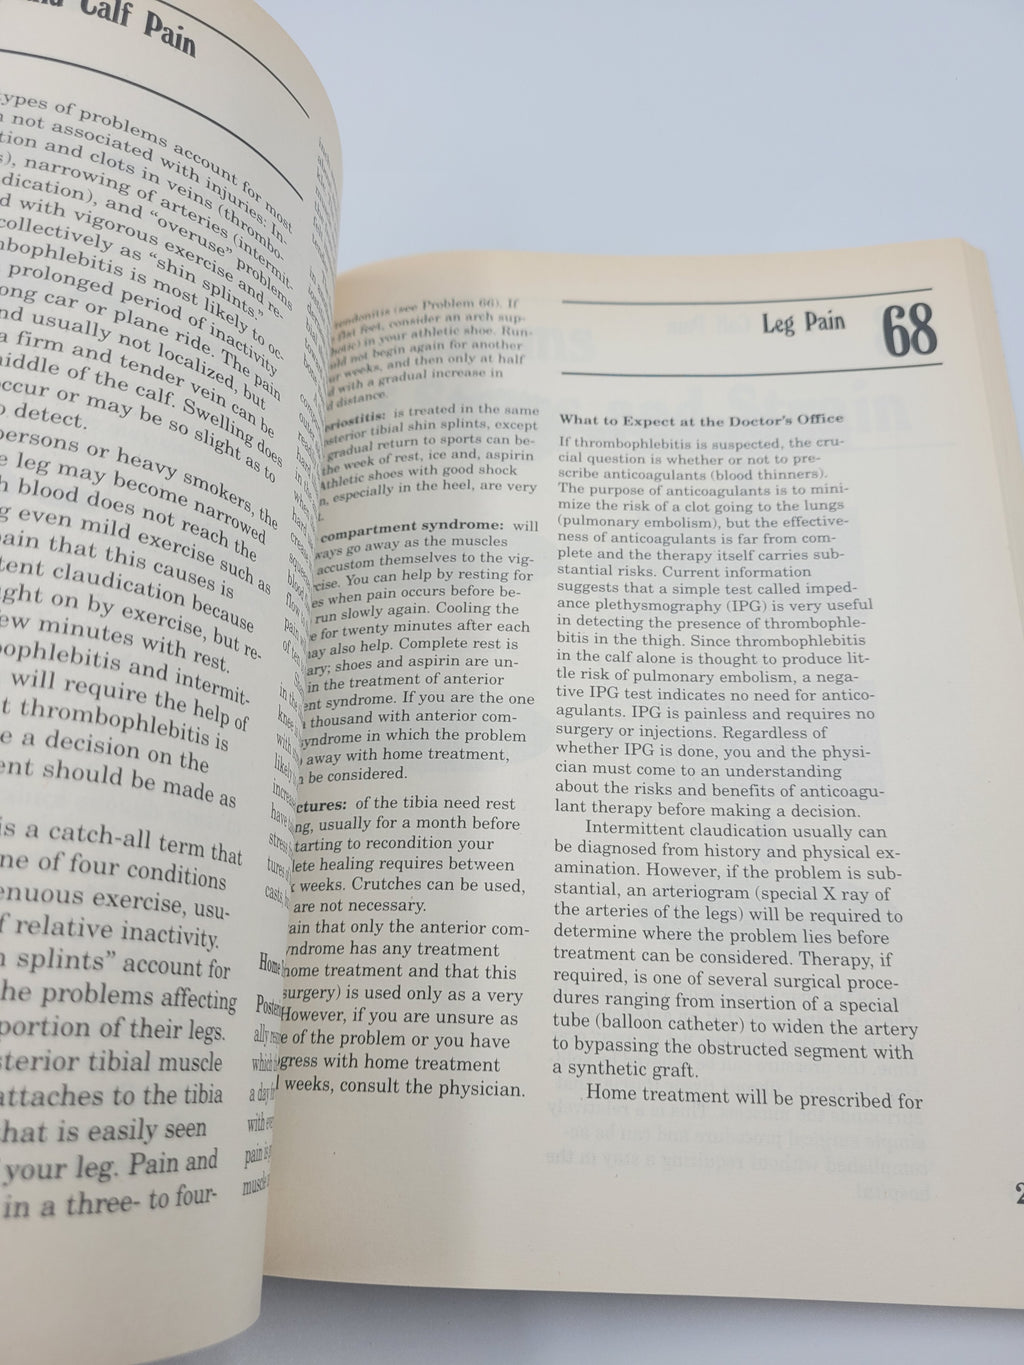 Calf Pain
types of problems account for most
not associated with injuries: In-
tion and clots in veins (thrombo-
narrowing of arteries (intermit-
dication), and "overuse" problems
with vigorous exercise and re-
collectively as "shin splints."
mbophlebitis is most likely to oc-
prolonged period of inactivity
ong car or plane ride. The pain
nd usually not localized, but
a firm and tender vein can be
middle of the calf. Swelling does
occur or may be so slight as to
detect.
persons or heavy smokers, the
leg may become narrowed
h blood does not reach the
g even mild exercise such as
pain that this causes is
tent claudication because
ght on by exercise, but re-
few minutes with rest.
ophlebitis and intermit-
will require the help of
t thrombophlebitis is
e a decision on the
ent should be made as
is a catch-all term that
ne of four conditions
enuous exercise, usu-
f relative inactivity.
splints" account for
the problems affecting
portion of their legs.
sterior tibial muscle
attaches to the tibia
that is easily seen
your leg. Pain and
in a three- to four-
Home
ally
a day
with
pain is
muscle
tendonitis (see Problem 66). If
flat feet, consider an arch sup-
in your athletic shoe. Run-
not begin again for another
weeks, and then only at half
with a gradual increase in
distance.
riostitis: is treated in the same
osterior tibial shin splints, except
gradual return to sports can be-
the week of rest, ice and, aspirin
Athletic shoes with good shock
n, especially in the heel, are very
compartment syndrome: will
ways go away as the muscles
accustom themselves to the vig-
cise. You can help by resting for
es when pain occurs before be-
run slowly again. Cooling the
e for twenty minutes after each
may also help. Complete rest is
ary; shoes and aspirin are un-
in the treatment of anterior
ent syndrome. If you are the one
thousand with anterior com-
syndrome in which the problem
away with home treatment,
be considered.
ctures: of the tibia need rest
ng, usually for a month before
tarting to recondition your
lete healing requires between
weeks. Crutches can be used,
are not necessary.
ain that only the anterior com-
ndrome has any treatment
home treatment and that this
surgery) is used only as a very
However, if you are unsure as
e of the problem or you have
gress with home treatment
weeks, consult the physician.
Leg Pain 68
What to Expect at the Doctor's Office
If thrombophlebitis is suspected, the cru-
cial question is whether or not to pre-
scribe anticoagulants (blood thinners).
The purpose of anticoagulants is to mini-
mize the risk of a clot going to the lungs
(pulmonary embolism), but the effective-
ness of anticoagulants is far from com-
plete and the therapy itself carries sub-
stantial risks. Current information
suggests that a simple test called imped-
ance plethysmography (IPG) is very useful
in detecting the presence of thrombophle-
bitis in the thigh. Since thrombophlebitis
in the calf alone is thought to produce lit-
tle risk of pulmonary embolism, a nega-
tive IPG test indicates no need for antico-
agulants. IPG is painless and requires no
surgery or injections. Regardless of
whether IPG is done, you and the physi-
cian must come to an understanding
about the risks and benefits of anticoagu-
lant therapy before making a decision.
Intermittent claudication usually can
be diagnosed from history and physical ex-
amination. However, if the problem is sub-
stantial, an arteriogram (special X ray of
the arteries of the legs) will be required to
determine where the problem lies before
treatment can be considered. Therapy, if
required, is one of several surgical proce-
dures ranging from insertion of a special
tube (balloon catheter) to widen the artery
to bypassing the obstructed segment with
a synthetic graft.
Home treatment will be prescribed for
2